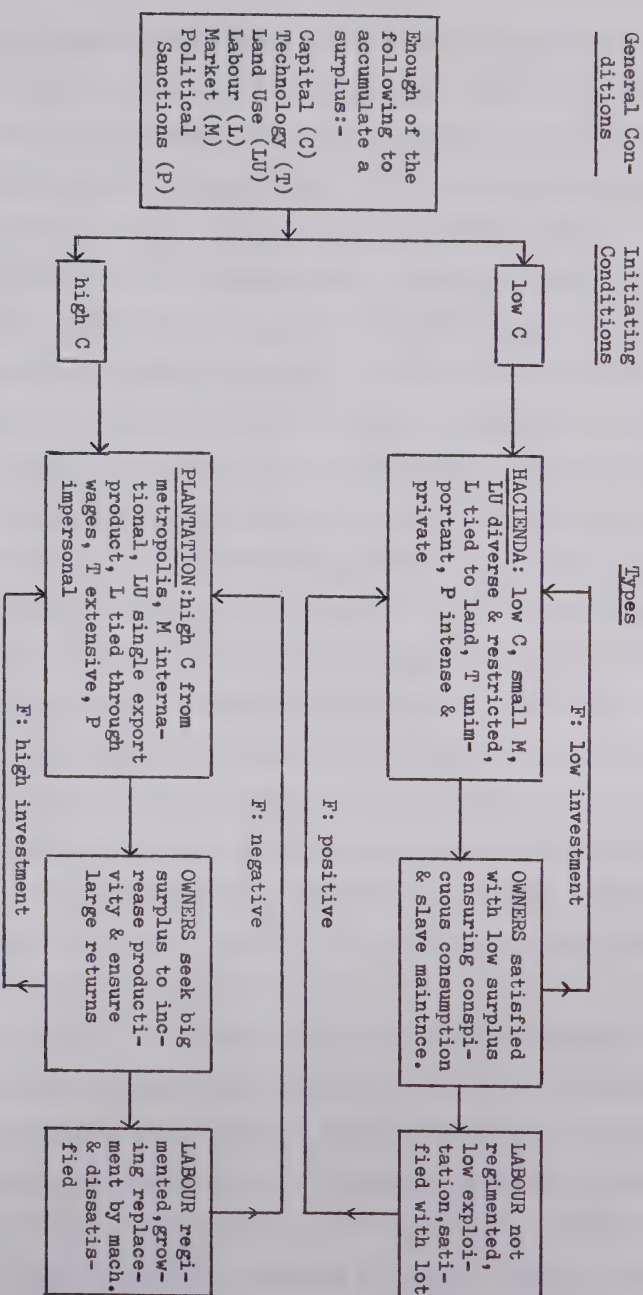 General Con-
ditions
Initiating
Conditions
Types
Enough of the
following to
accumulate a
surplus:-
Capital (C)
Technology (T)
Land Use (LU)
Labour (L)
Market (M)
Political
Sanctions (P)
low C
high C
HACIENDA: low C, small M,
LU diverse & restricted,
L tied to land, T unim-
portant, P intense &
private
F: low investment
OWNERS satisfied
with low surplus
ensuring conspi-
cuous consumption
& slave maintnce.
LABOUR not
regimented,
low exploi-
tation,sati-
fied with lot
F: positive
F: negative
PLANTATION:high C from
metropolis, M interna-
tional, LU single export
product, L tied through
wages, T extensive, P
impersonal
OWNERS seek big
surplus to inc-
rease producti-
vity & ensure
large returns
LABOUR regi-
mented,grow-
ing replace-
ment by mach.
& dissatis-
fied
F: high investment